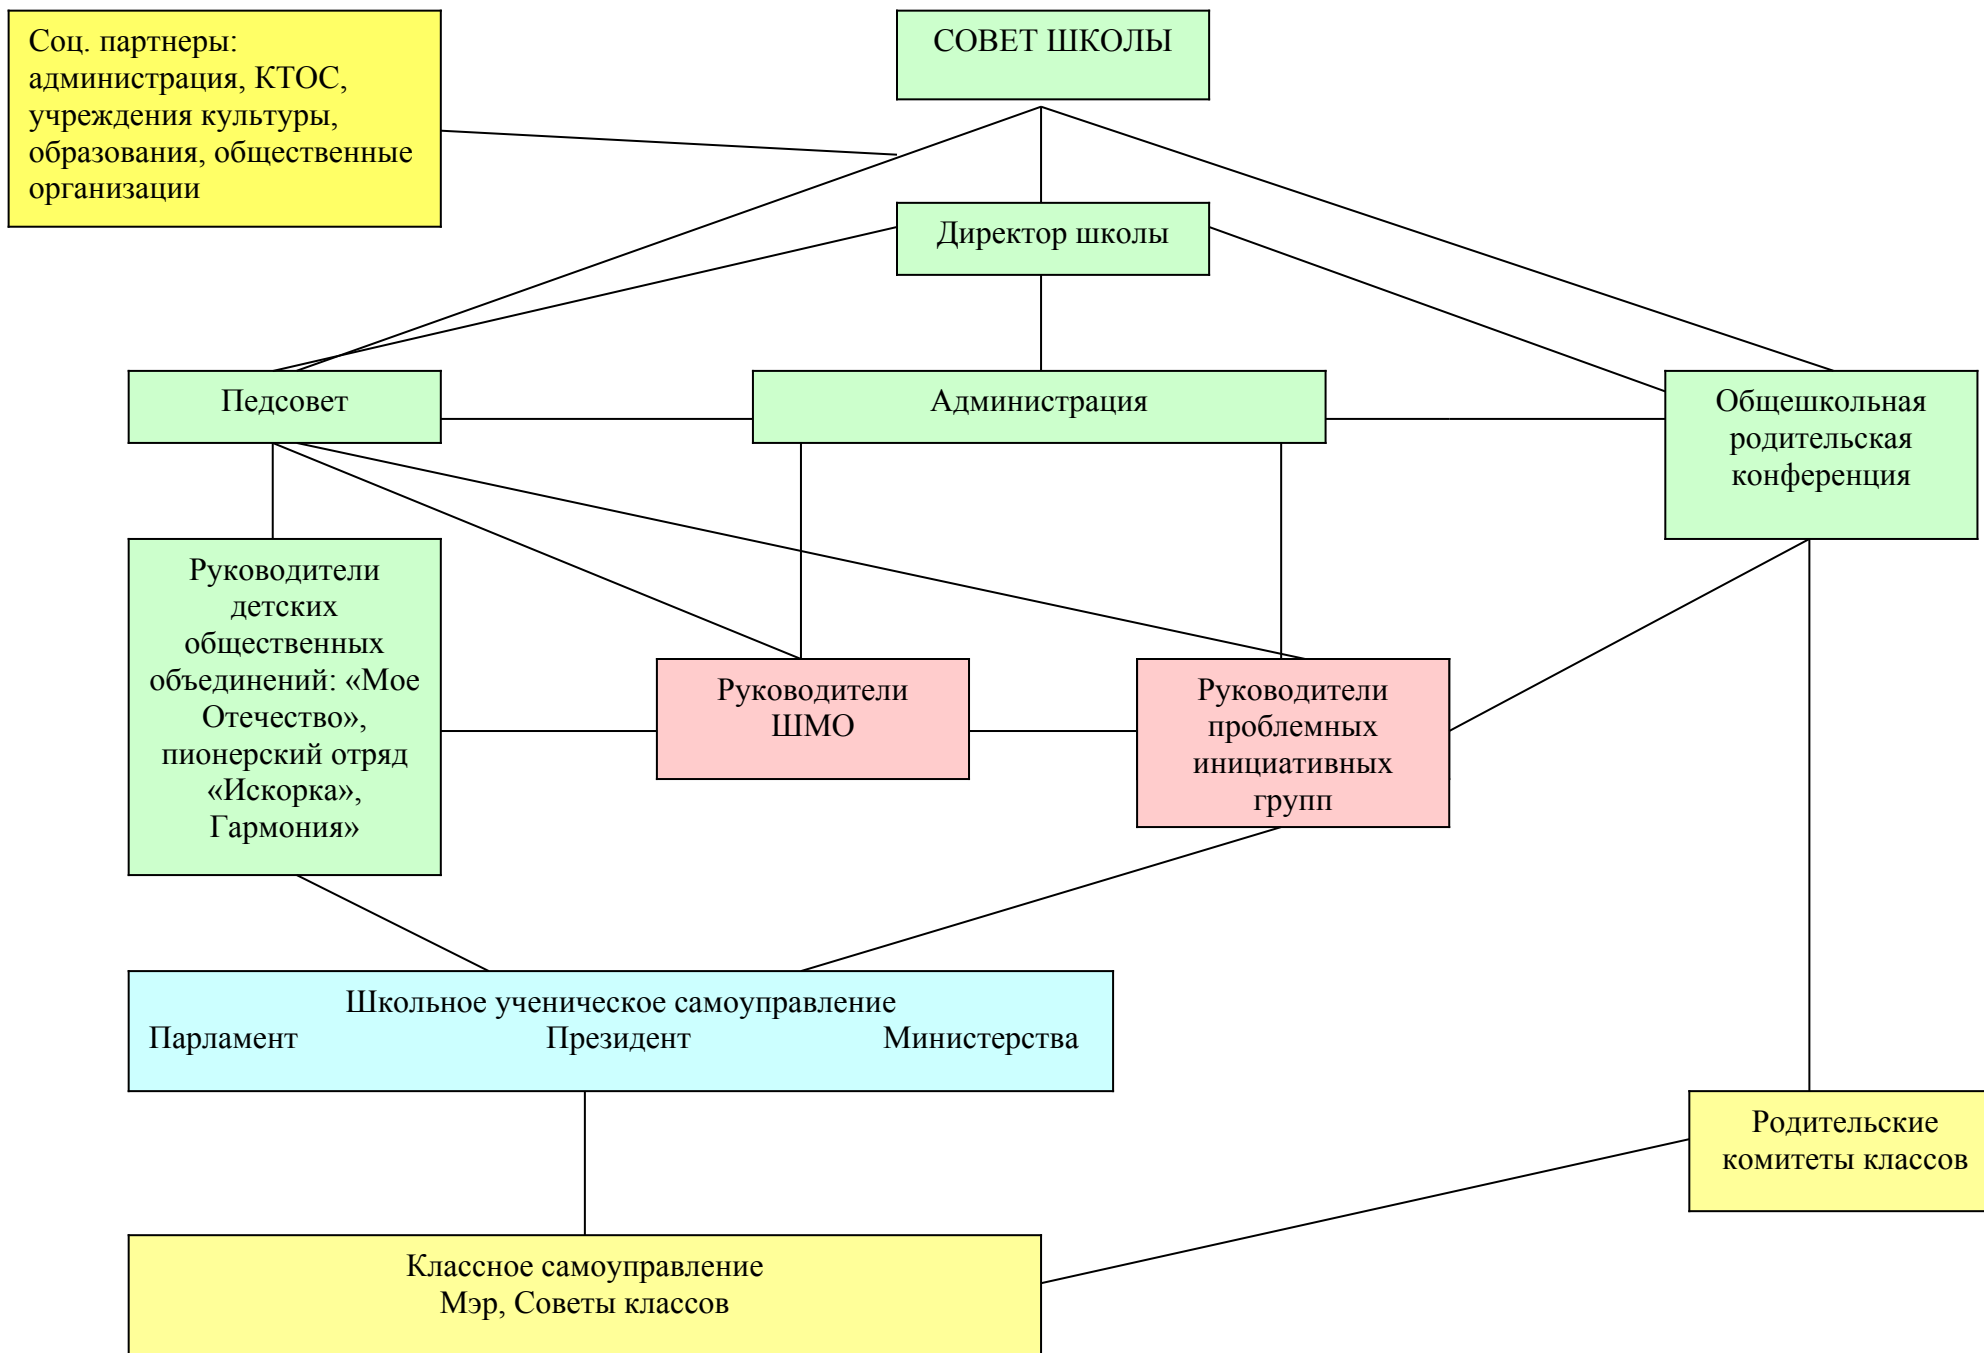 Соц. партнеры:
администрация, КТОС,
учреждения культуры,
образования, общественные
организации
СОВЕТ ШКОЛЫ
Директор школы
Педсовет
Администрация
Общешкольная
родительская
конференция
Руководители
детских
общественных
объединений: «Мое
Отечество»,
пионерский отряд
«Искорка»,
Гармония»
Руководители
ШМО
Руководители
проблемных
инициативных
групп
Школьное ученическое самоуправление
Парламент Президент Министерства
Родительские
комитеты классов
Классное самоуправление
Мэр, Советы классов